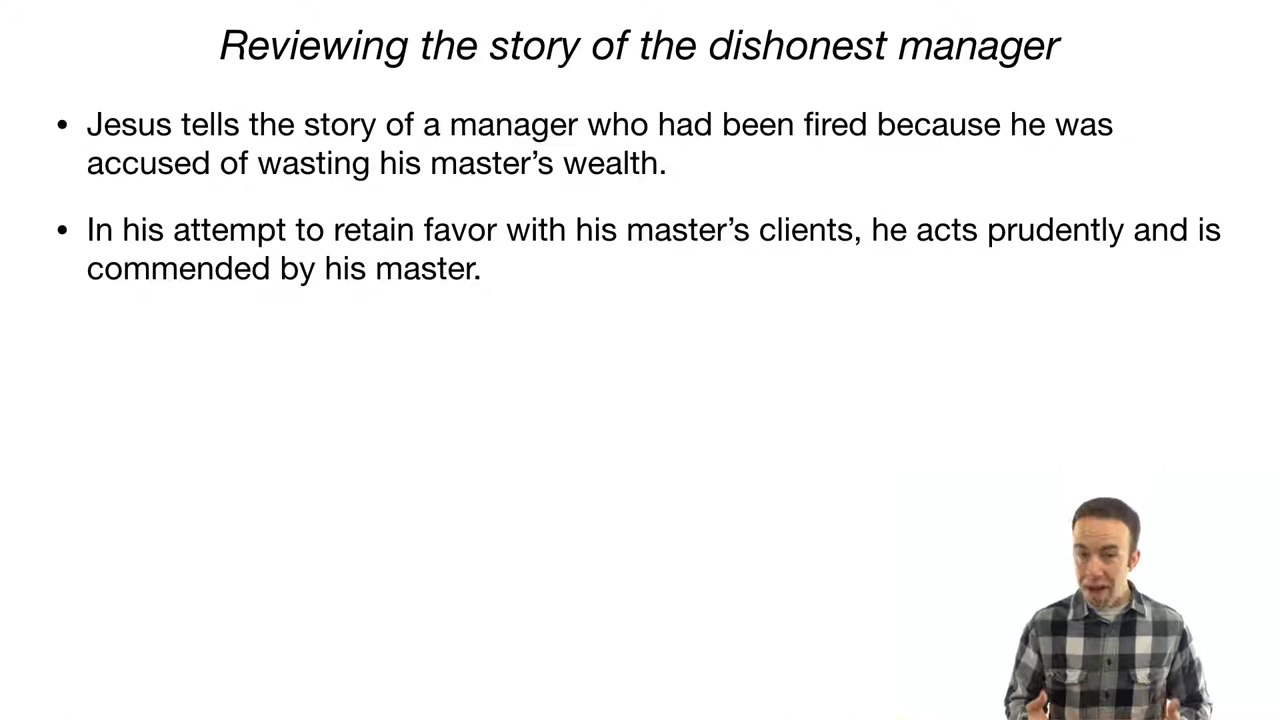 Reviewing the story of the dishonest manager
• Jesus tells the story of a manager who had been fired because he was
accused of wasting his master’s wealth.
• In his attempt to retain favor with his master’s clients, he acts prudently and is
commended by his master.